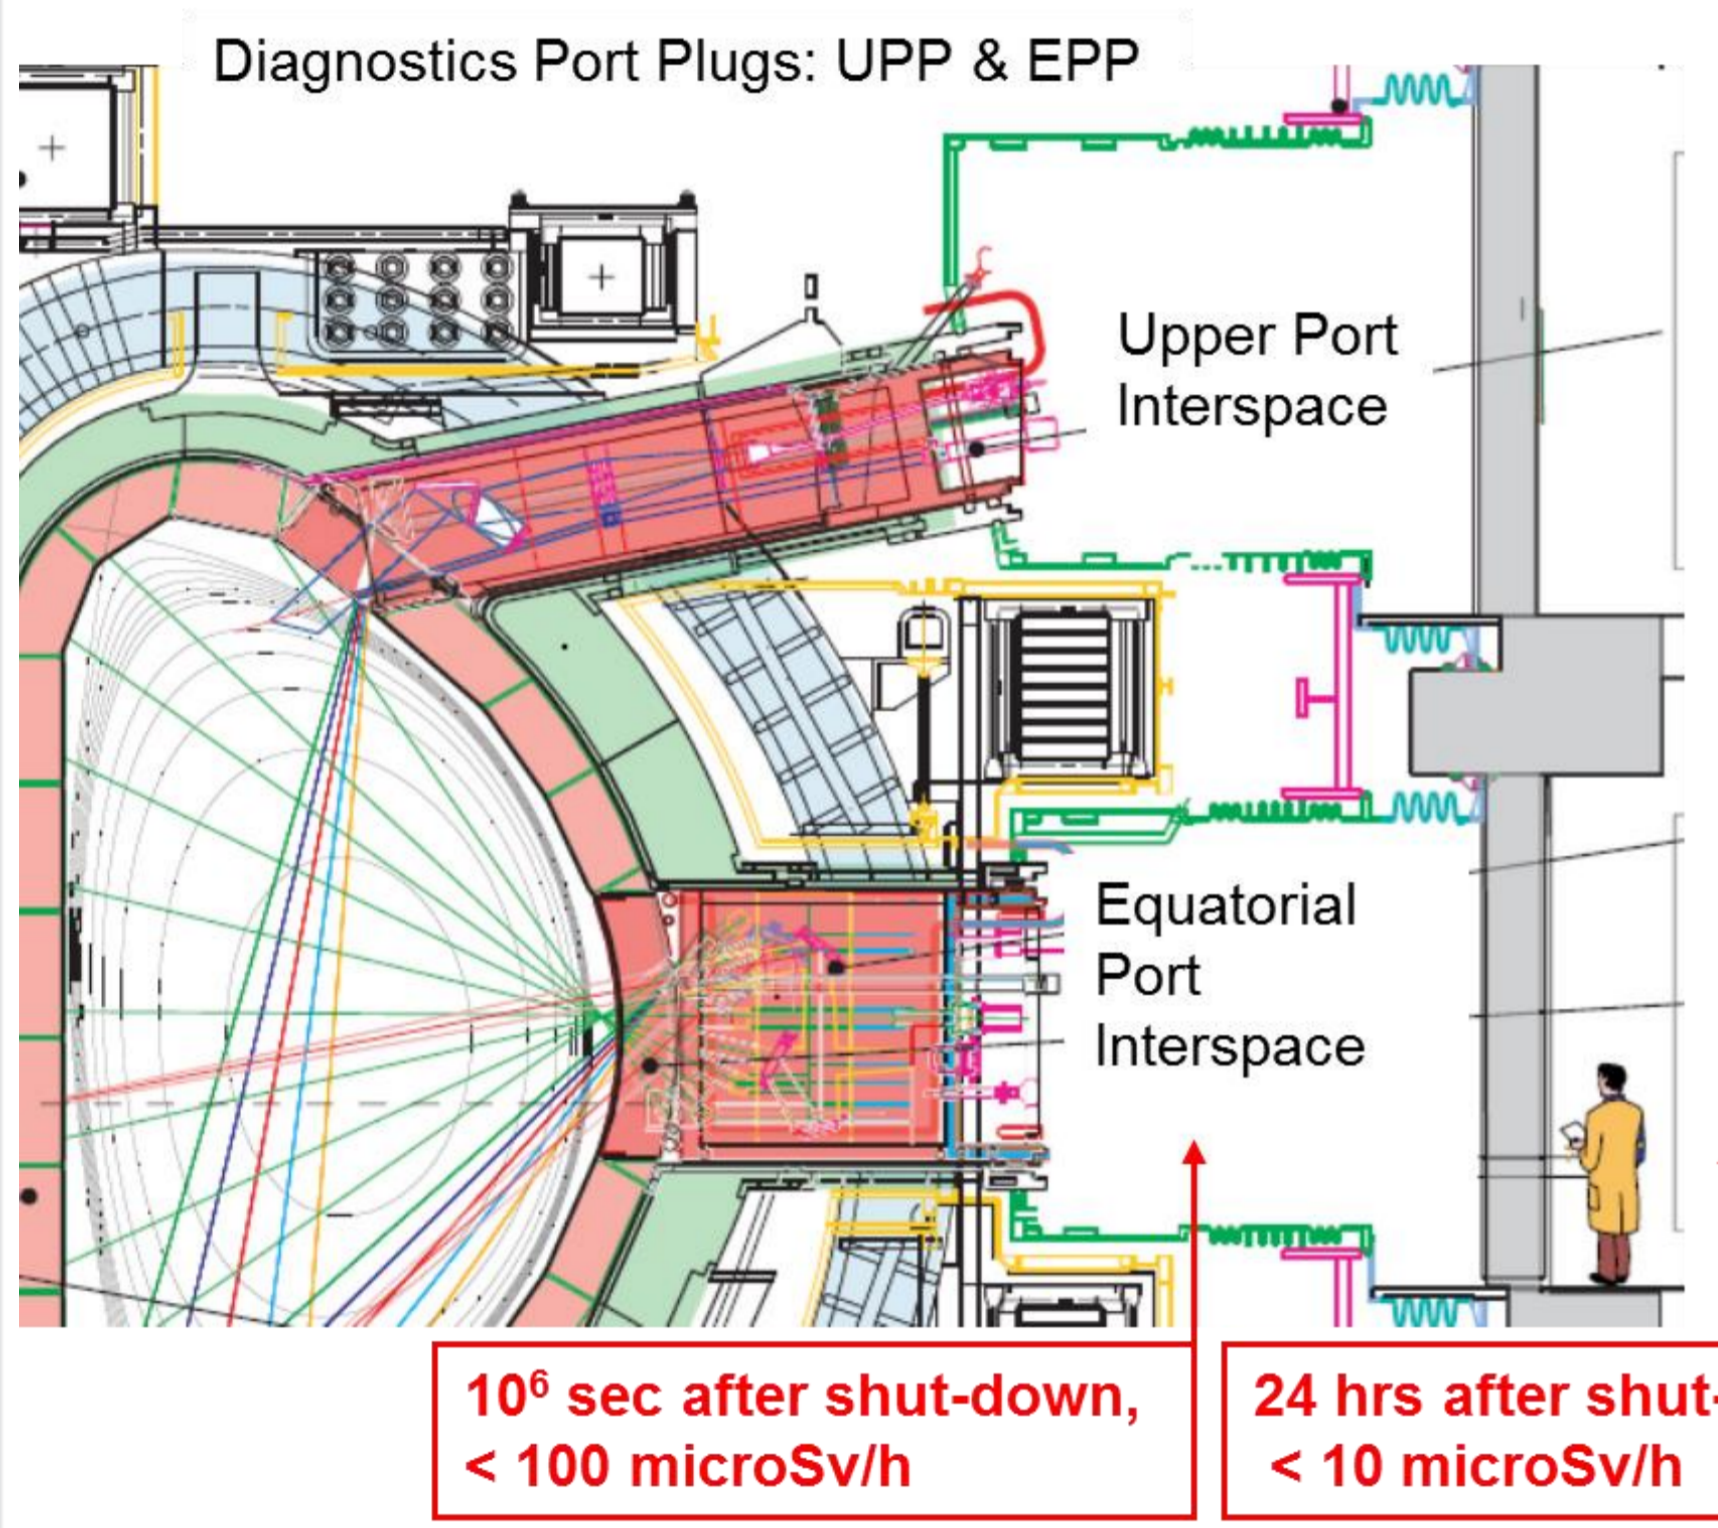 Diagnostics Port Plugs: UPP & EPP
Upper Port
Interspace
Equatorial
Port
Interspace
10⁶ sec after shut-down,
< 100 microSv/h
24 hrs after shut-
< 10 microSv/h